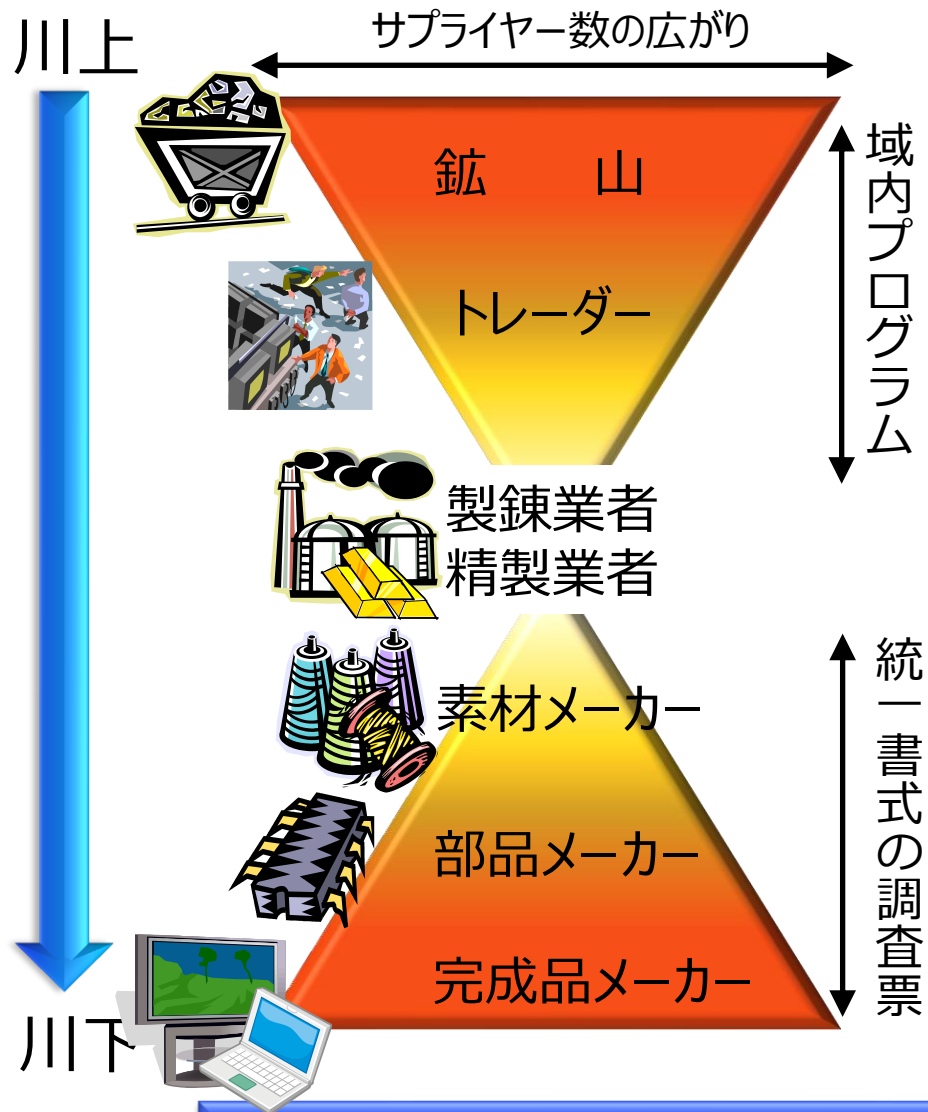 川上
サプライヤー数の広がり
鉱　　山
トレーダー
域内プログラム
製錬業者
精製業者
素材メーカー
部品メーカー
完成品メーカー
統一書式の調査票
川下